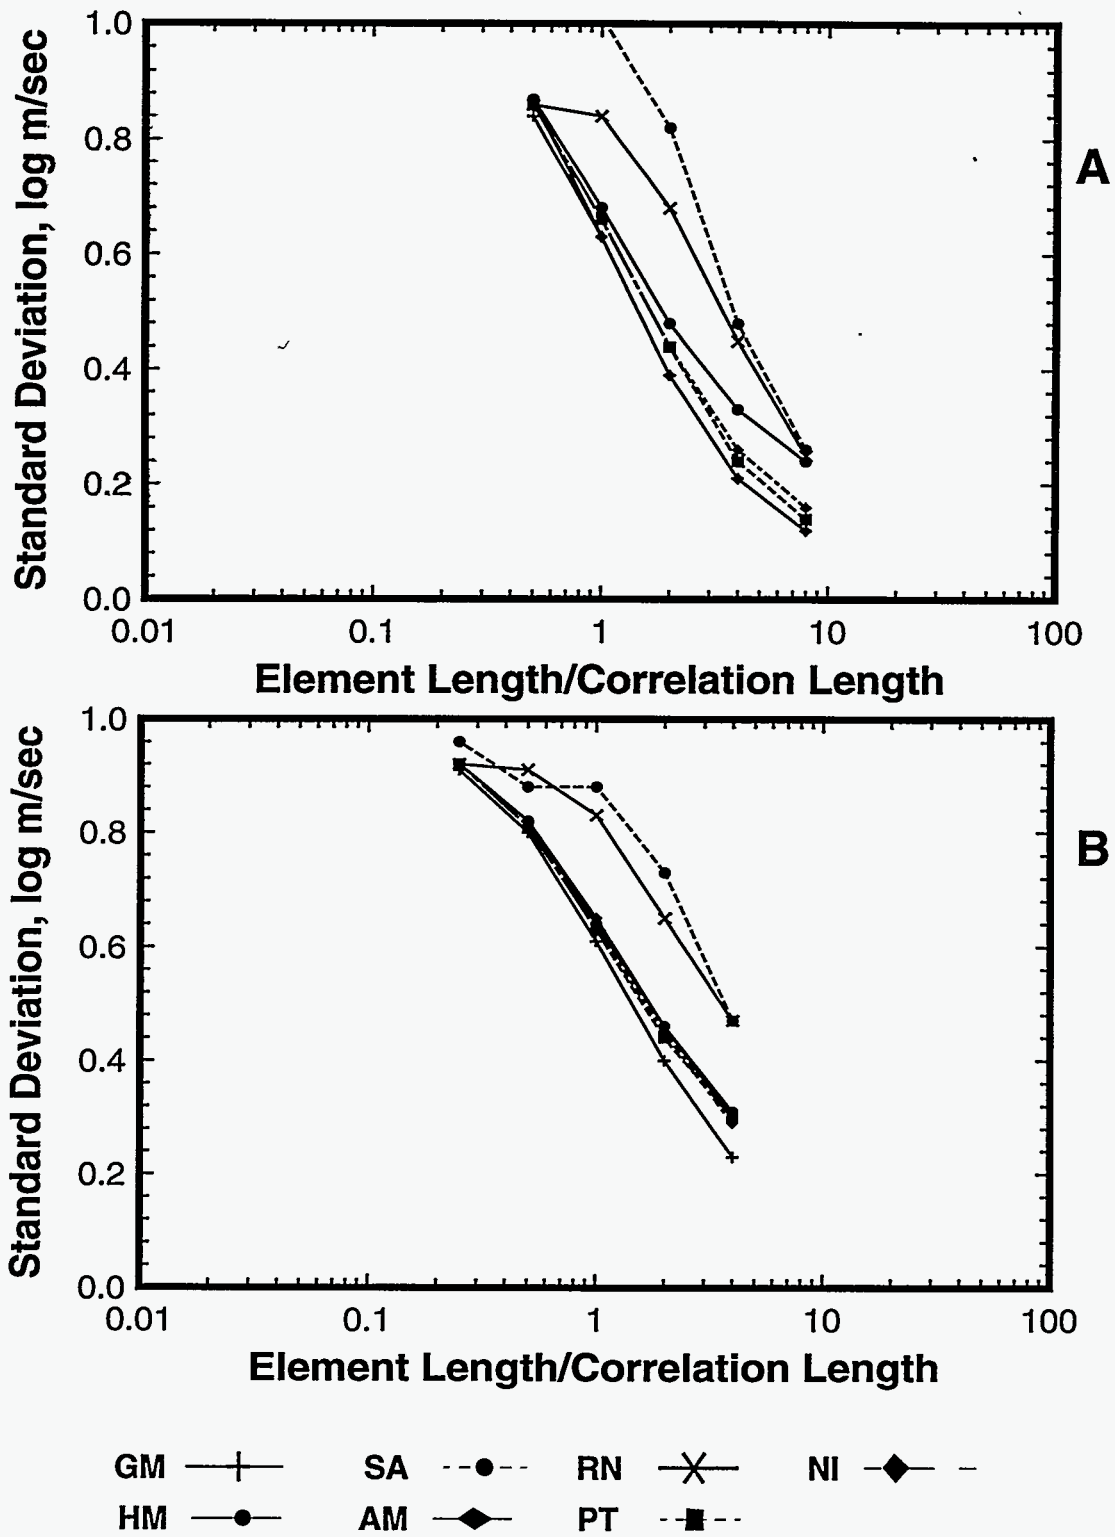 1.0
0.8
0.6
0.4
0.2
0.0
Standard Deviation, log m/sec
A
0.01 0.1 1 10 100
Element Length/Correlation Length
1.0
0.8
0.6
0.4
0.2
0.0
Standard Deviation, log m/sec
B
0.01 0.1 1 10 100
Element Length/Correlation Length
GM SA RN NI
HM AM PT